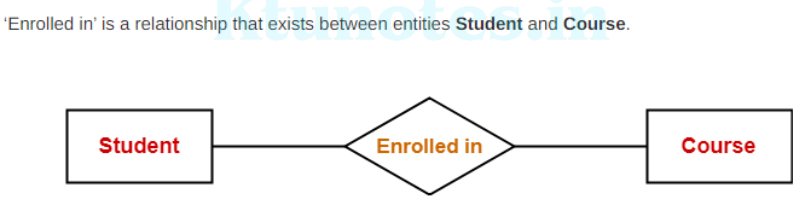 Ktunotes.in
‘Enrolled in’ is a relationship that exists between entities Student and Course.
Student
Enrolled in
Course